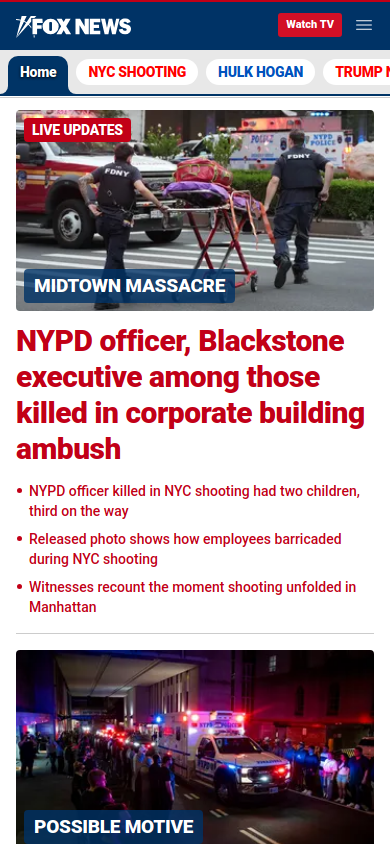 FOX NEWS
Watch TV
Home
NYC SHOOTING
HULK HOGAN
TRUMP
LIVE UPDATES
FDNY
FDNY
NYPD
POLICE
MIDTOWN MASSACRE
NYPD officer, Blackstone
executive among those
killed in corporate building
ambush
• NYPD officer killed in NYC shooting had two children,
third on the way
• Released photo shows how employees barricaded
during NYC shooting
• Witnesses recount the moment shooting unfolded in
Manhattan
POSSIBLE MOTIVE